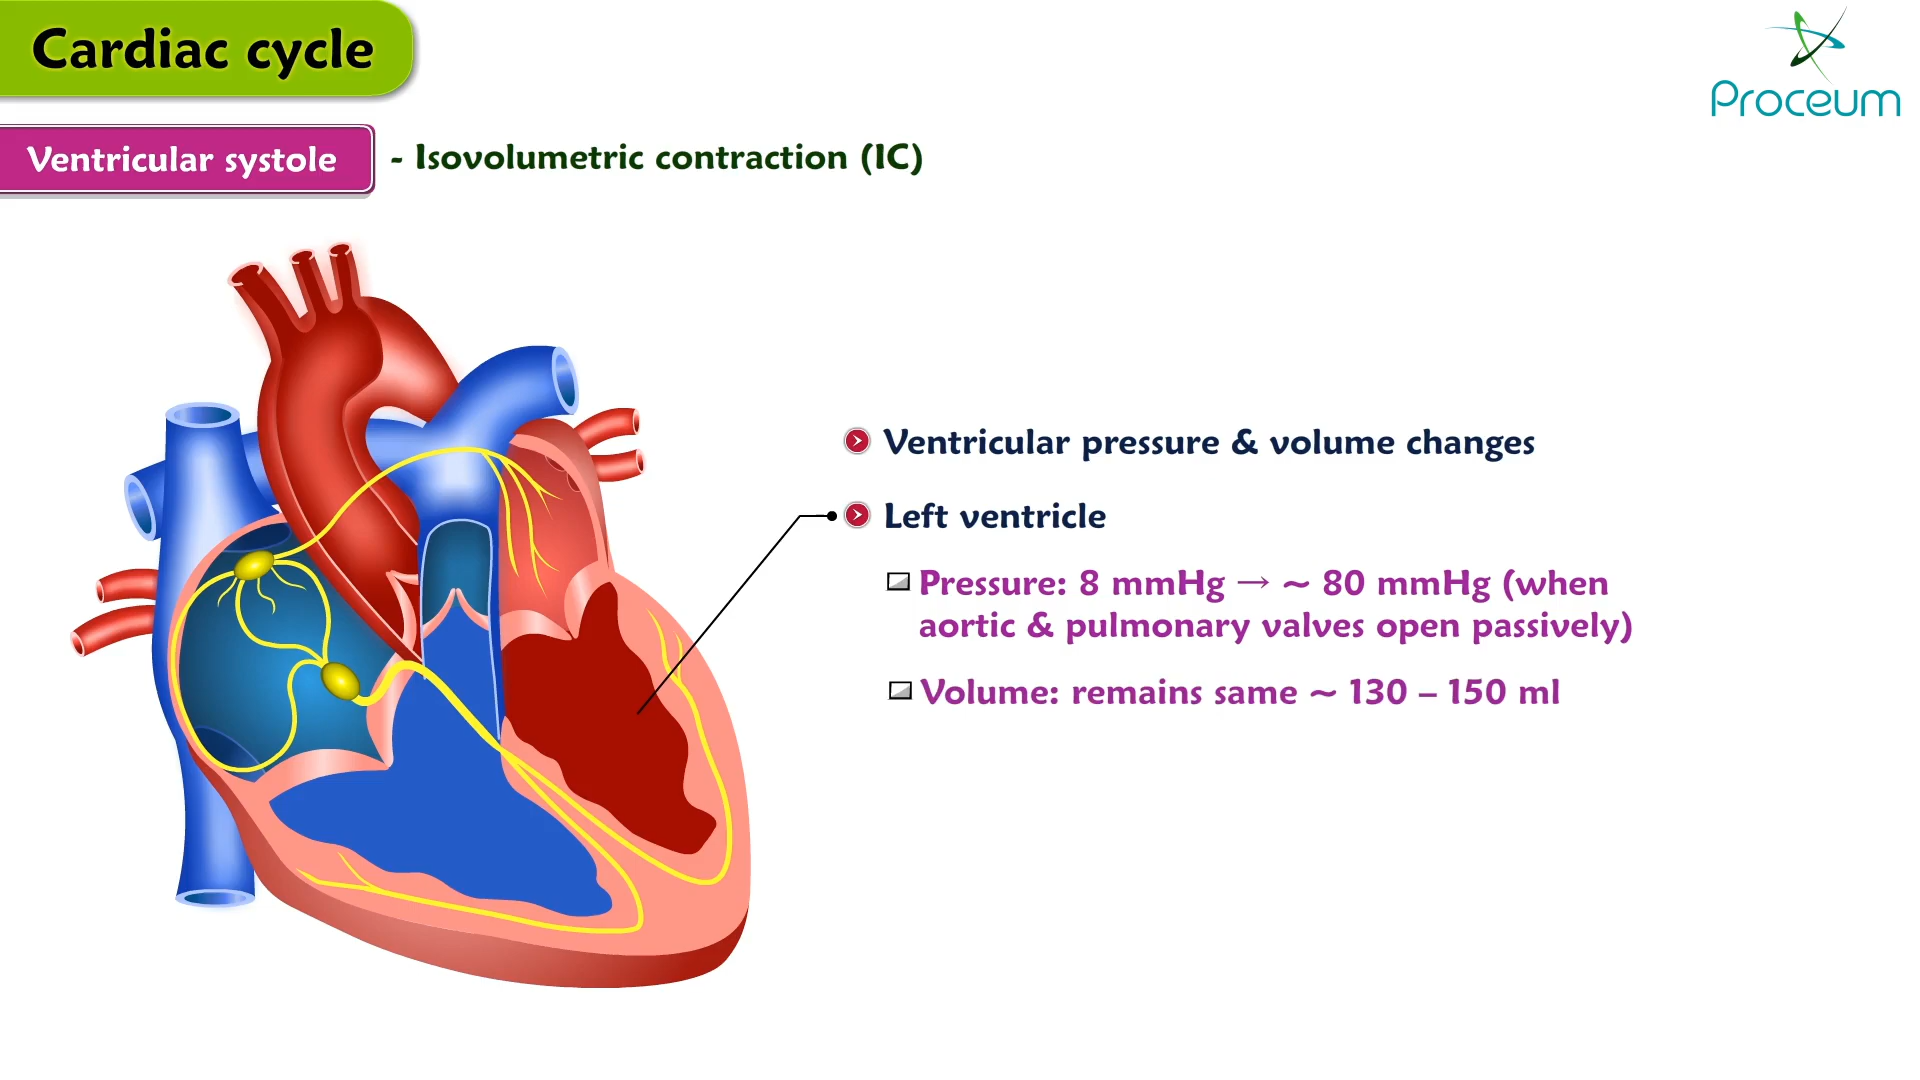 Cardiac cycle
Proceum
Ventricular systole - Isovolumetric contraction (IC)
Ventricular pressure & volume changes
Left ventricle
Pressure: 8 mmHg → ~ 80 mmHg (when
aortic & pulmonary valves open passively)
Volume: remains same ~ 130 – 150 ml